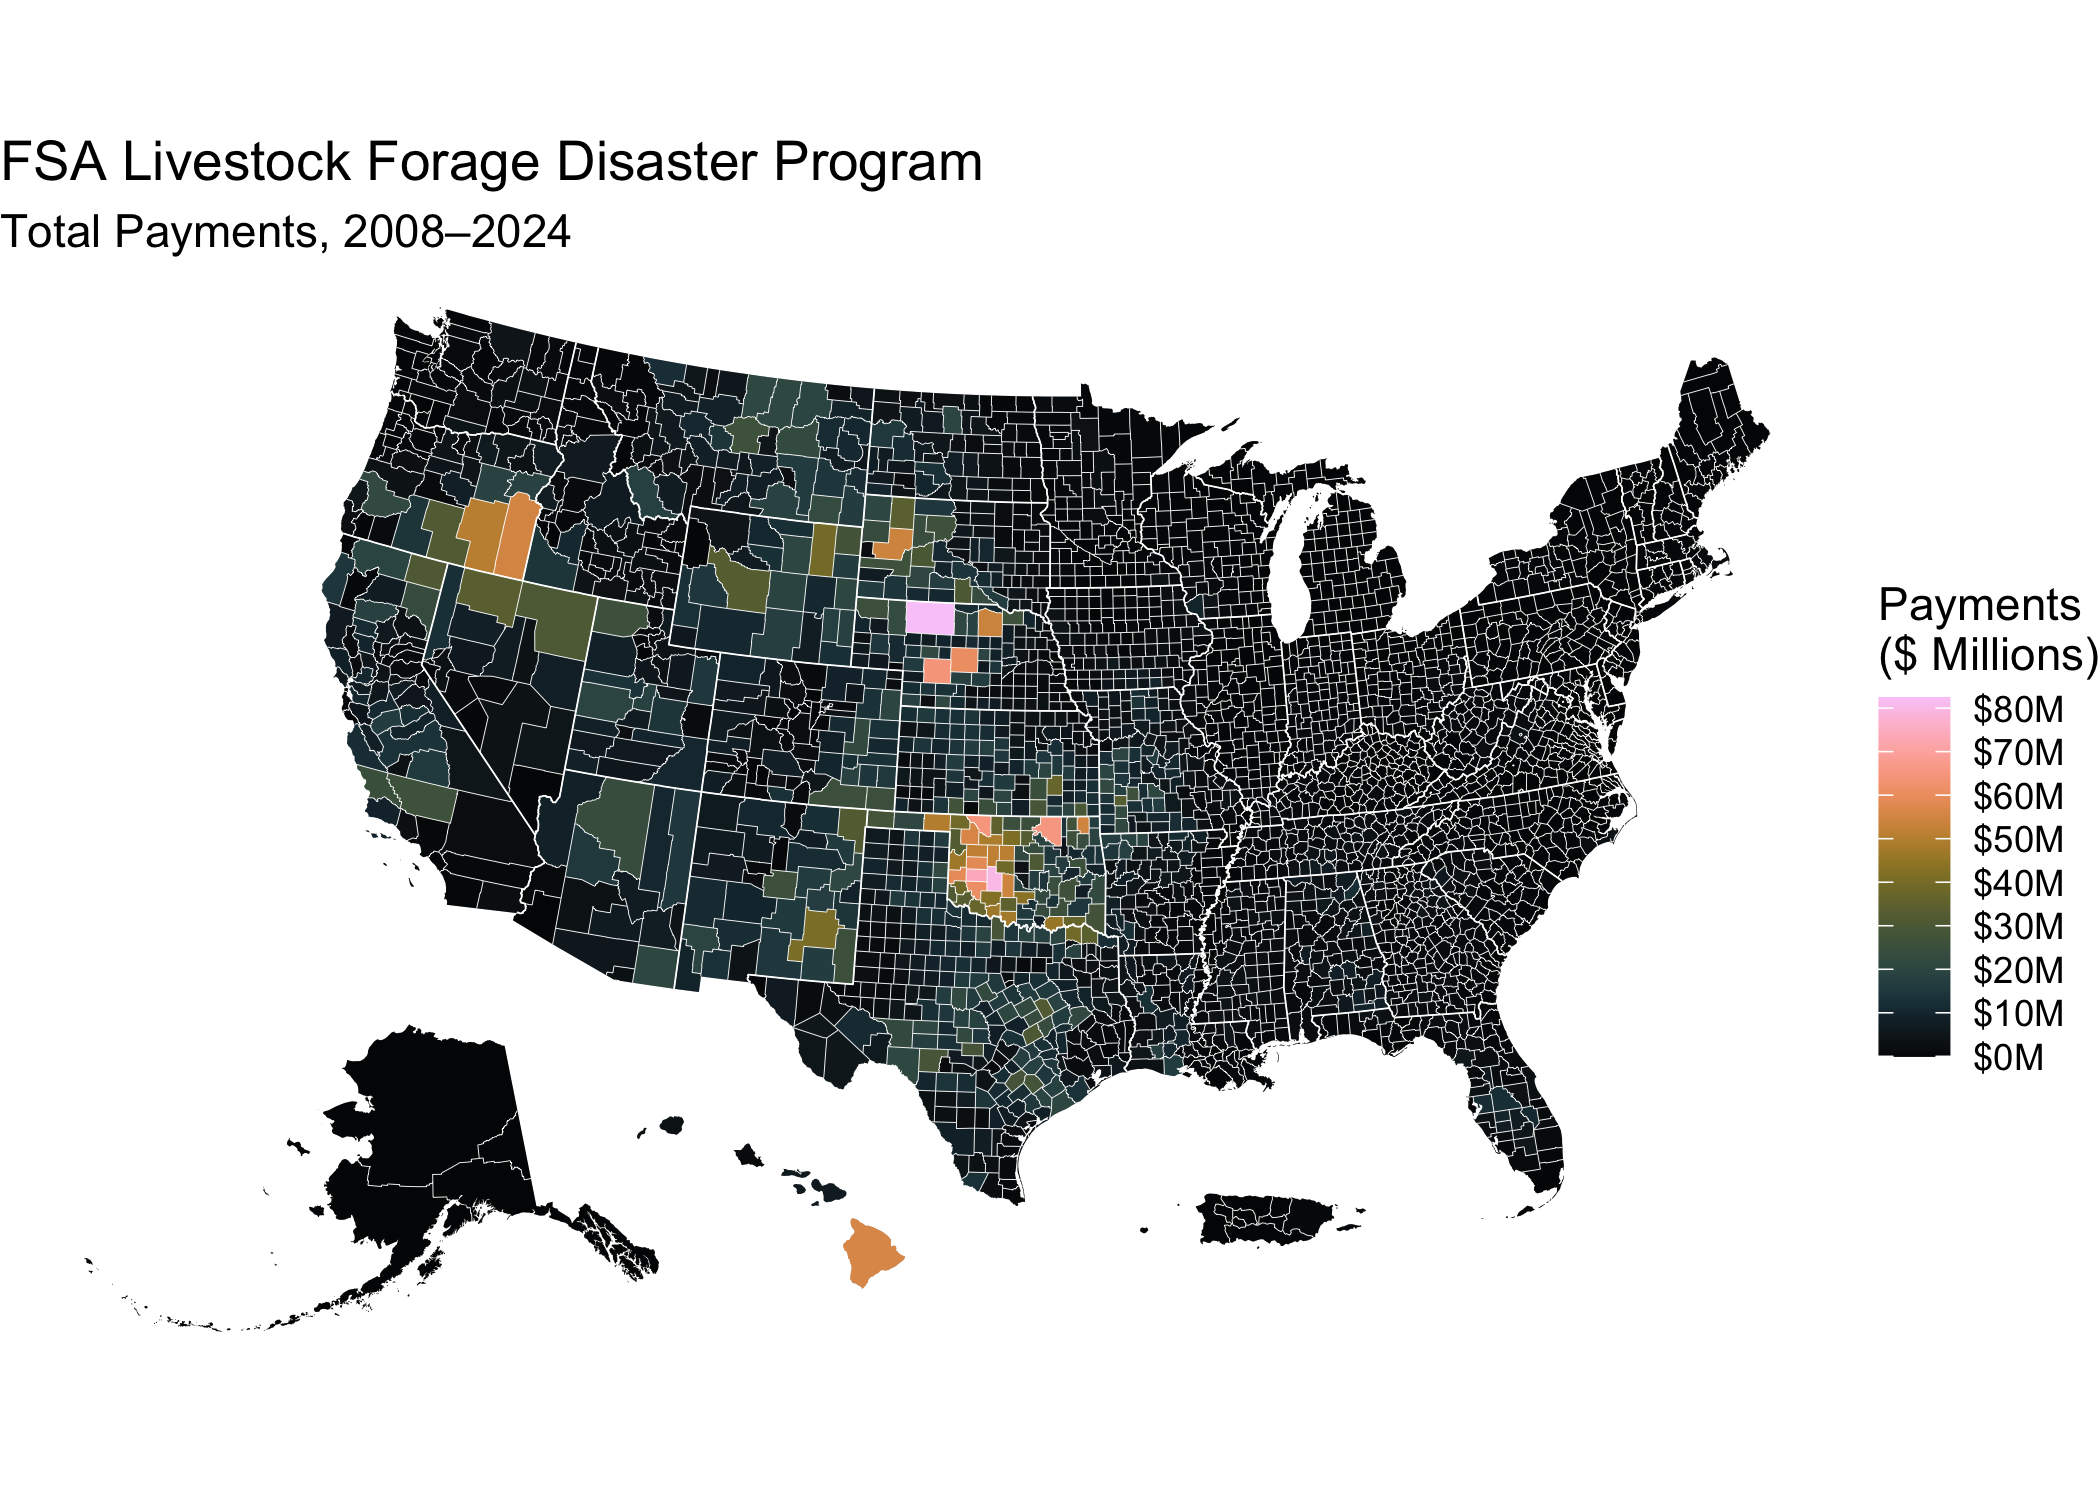 FSA Livestock Forage Disaster Program
Total Payments, 2008–2024
Payments
($ Millions)
$80M
$70M
$60M
$50M
$40M
$30M
$20M
$10M
$0M